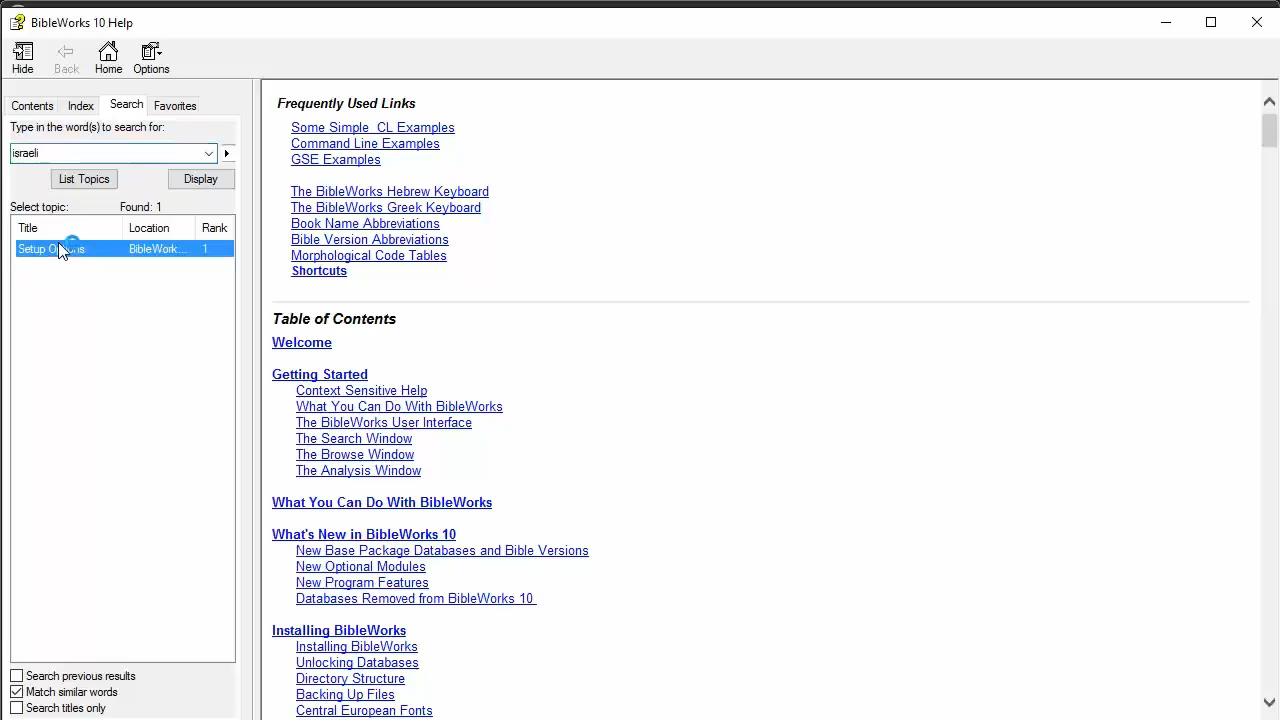 BibleWorks 10 Help
Hide Back Home Options
Contents Index Search Favorites
Type in the word(s) to search for:
israeli
List Topics Display
Select topic: Found: 1
Title Location Rank
Setup BibleWork... 1
Search previous results
Match similar words
Search titles only
Frequently Used Links
Some Simple CL Examples
Command Line Examples
GSE Examples
The BibleWorks Hebrew Keyboard
The BibleWorks Greek Keyboard
Book Name Abbreviations
Bible Version Abbreviations
Morphological Code Tables
Shortcuts
Table of Contents
Welcome
Getting Started
Context Sensitive Help
What You Can Do With BibleWorks
The BibleWorks User Interface
The Search Window
The Browse Window
The Analysis Window
What You Can Do With BibleWorks
What's New in BibleWorks 10
New Base Package Databases and Bible Versions
New Optional Modules
New Program Features
Databases Removed from BibleWorks 10
Installing BibleWorks
Installing BibleWorks
Unlocking Databases
Directory Structure
Backing Up Files
Central European Fonts